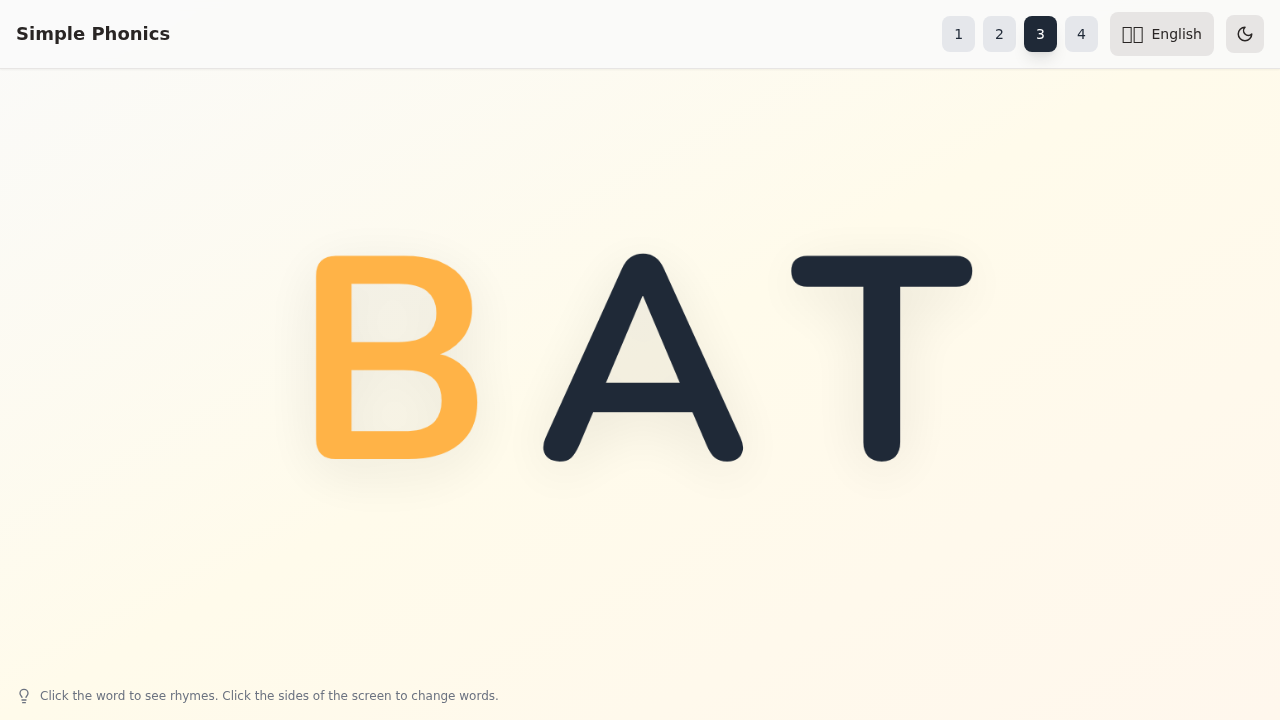 Simple Phonics
1 2 3 4 English
BAT
Click the word to see rhymes. Click the sides of the screen to change words.